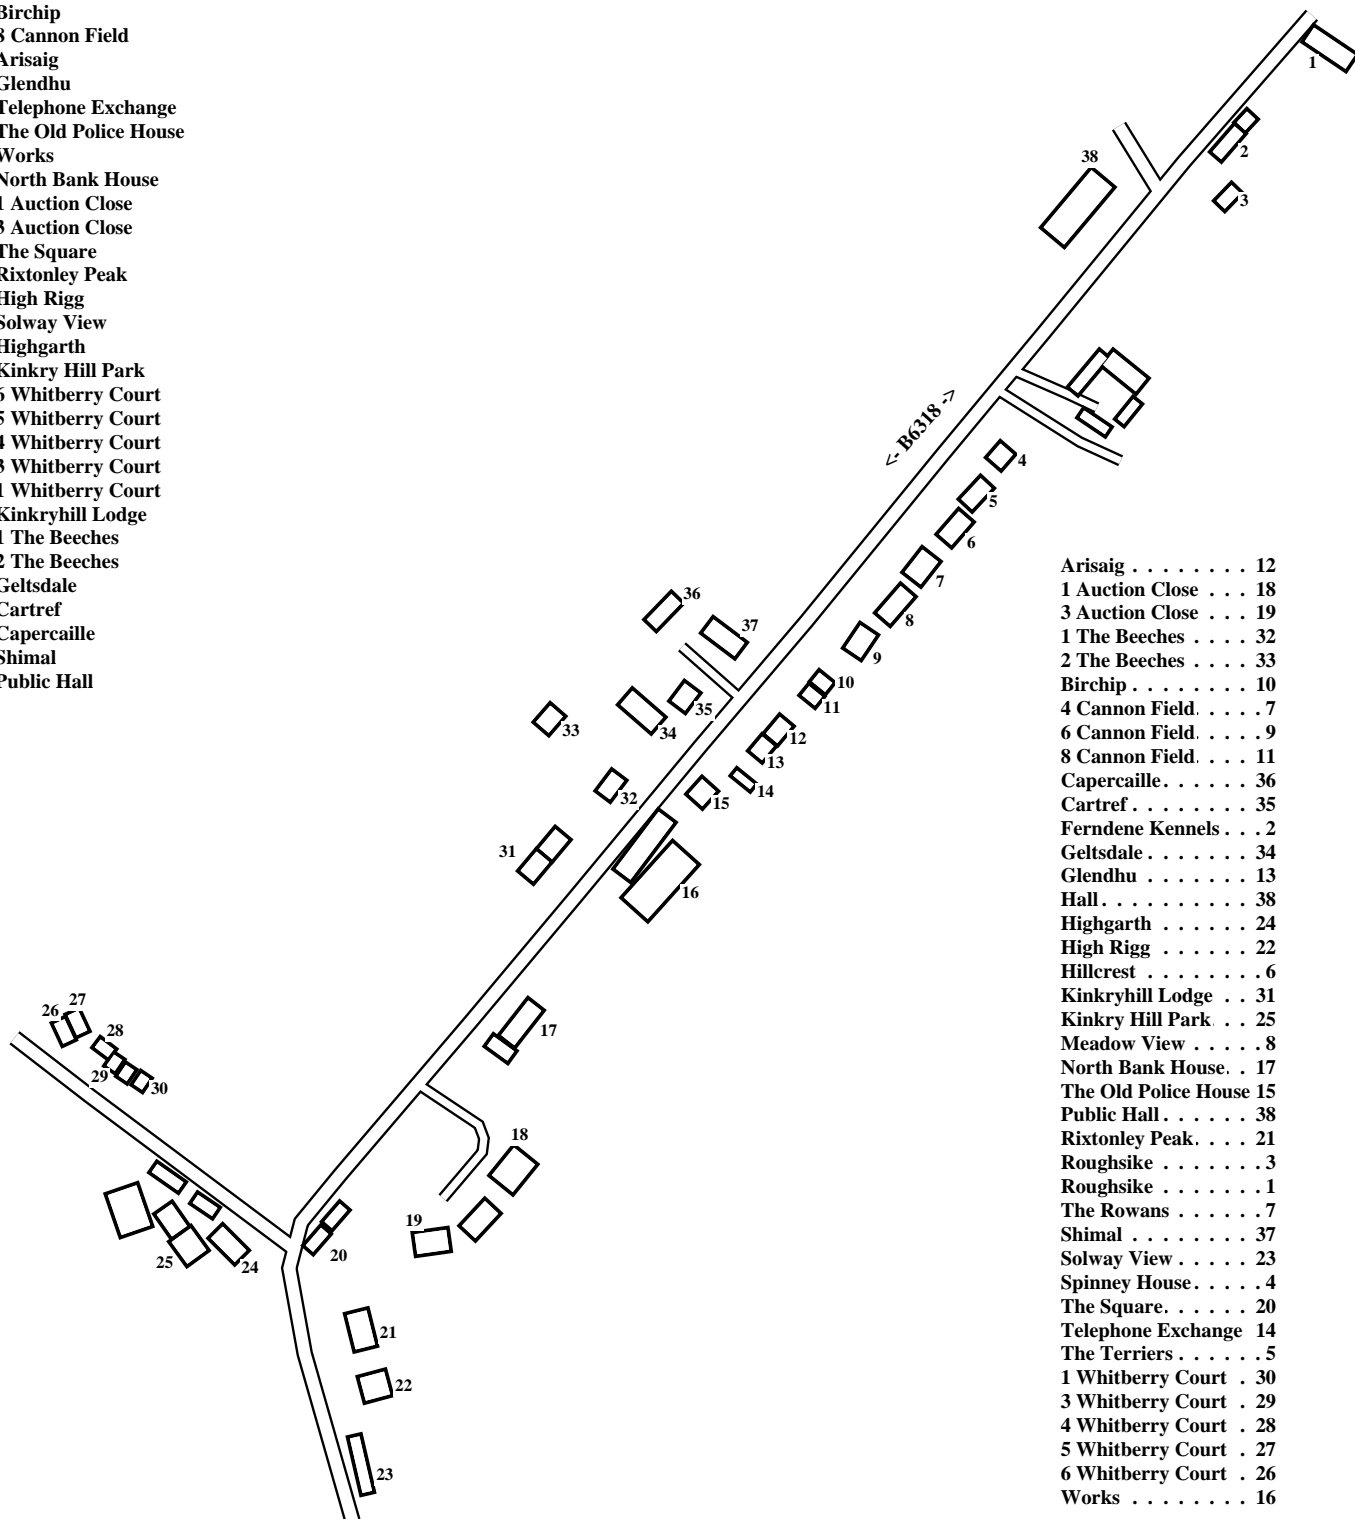 Birchip
8 Cannon Field
Arisaig
Glendhu
Telephone Exchange
The Old Police House
Works
North Bank House
1 Auction Close
3 Auction Close
The Square
Rixtonley Peak
High Rigg
Solway View
Highgarth
Kinkry Hill Park
6 Whitberry Court
5 Whitberry Court
4 Whitberry Court
3 Whitberry Court
1 Whitberry Court
Kinkryhill Lodge
1 The Beeches
2 The Beeches
Geltsdale
Cartref
Capercaille
Shimal
Public Hall
1
2
38
3
<- B6318 ->
4
5
6
7
8
9
36
37
10
11
35
34
33
12
13
14
15
32
31
16
17
26
27
28
29
30
18
19
20
24
25
21
22
23
Arisaig . . . . . . . . 12
1 Auction Close . . . 18
3 Auction Close . . . 19
1 The Beeches . . . . 32
2 The Beeches . . . . 33
Birchip . . . . . . . . 10
4 Cannon Field. . . . . 7
6 Cannon Field. . . . . 9
8 Cannon Field. . . . 11
Capercaille. . . . . . 36
Cartref . . . . . . . . 35
Ferndene Kennels . . . 2
Geltsdale . . . . . . . 34
Glendhu . . . . . . . 13
Hall . . . . . . . . . . 38
Highgarth . . . . . . 24
High Rigg . . . . . . 22
Hillcrest . . . . . . . . 6
Kinkryhill Lodge . . 31
Kinkry Hill Park. . . 25
Meadow View . . . . . 8
North Bank House. . 17
The Old Police House 15
Public Hall . . . . . . 38
Rixtonley Peak. . . . 21
Roughsike . . . . . . . 3
Roughsike . . . . . . . 1
The Rowans . . . . . . 7
Shimal . . . . . . . . 37
Solway View . . . . . 23
Spinney House. . . . . 4
The Square. . . . . . 20
Telephone Exchange 14
The Terriers . . . . . . 5
1 Whitberry Court . 30
3 Whitberry Court . 29
4 Whitberry Court . 28
5 Whitberry Court . 27
6 Whitberry Court . 26
Works . . . . . . . . 16